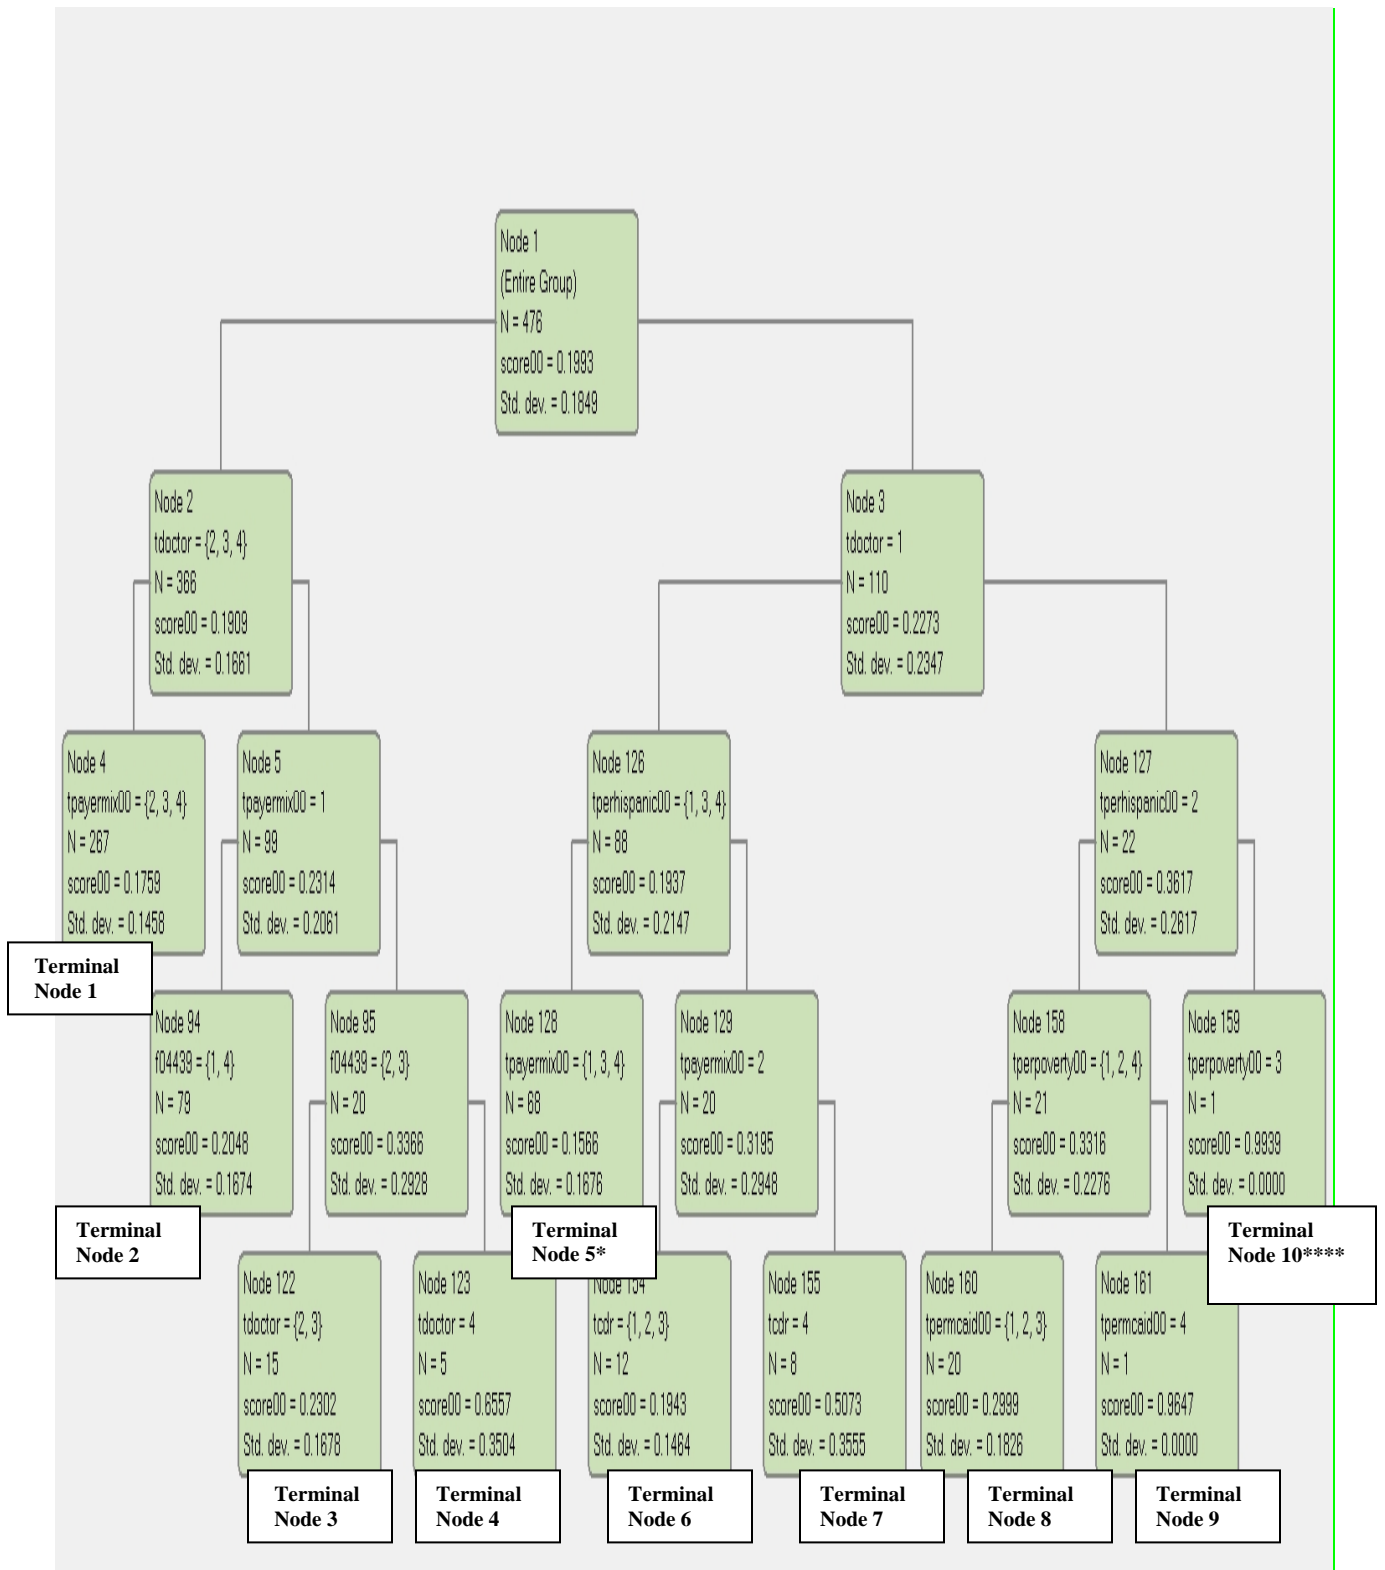 Node 1
(Entire Group)
N = 476
score00 = 0.1993
Std. dev. = 0.1849
Node 2
tdoctor = {2, 3, 4}
N = 366
score00 = 0.1909
Std. dev. = 0.1661
Node 3
tdoctor = 1
N = 110
score00 = 0.2273
Std. dev. = 0.2347
Node 4
tpayermix00 = {2, 3, 4}
N = 267
score00 = 0.1759
Std. dev. = 0.1458
Terminal
Node 1
Node 5
tpayermix00 = 1
N = 99
score00 = 0.2314
Std. dev. = 0.2061
Node 126
tperhispanic00 = {1, 3, 4}
N = 88
score00 = 0.1937
Std. dev. = 0.2147
Node 127
tperhispanic00 = 2
N = 22
score00 = 0.3617
Std. dev. = 0.2617
Node 94
f04439 = {1, 4}
N = 79
score00 = 0.2048
Std. dev. = 0.1674
Terminal
Node 2
Node 95
f04439 = {2, 3}
N = 20
score00 = 0.3366
Std. dev. = 0.2928
Node 128
tpayermix00 = {1, 3, 4}
N = 68
score00 = 0.1566
Std. dev. = 0.1676
Terminal
Node 5*
Node 129
tpayermix00 = 2
N = 20
score00 = 0.3195
Std. dev. = 0.2948
Node 158
tperpoverty00 = {1, 2, 4}
N = 21
score00 = 0.3316
Std. dev. = 0.2276
Node 159
tperpoverty00 = 3
N = 1
score00 = 0.9939
Std. dev. = 0.0000
Terminal
Node 10****
Node 122
tdoctor = {2, 3}
N = 15
score00 = 0.2302
Std. dev. = 0.1678
Terminal
Node 3
Node 123
tdoctor = 4
N = 5
score00 = 0.6557
Std. dev. = 0.3504
Terminal
Node 4
Node 154
tcdr = {1, 2, 3}
N = 12
score00 = 0.1943
Std. dev. = 0.1464
Terminal
Node 6
Node 155
tcdr = 4
N = 8
score00 = 0.5073
Std. dev. = 0.3555
Terminal
Node 7
Node 160
tpermcaid00 = {1, 2, 3}
N = 20
score00 = 0.2999
Std. dev. = 0.1826
Terminal
Node 8
Node 161
tpermcaid00 = 4
N = 1
score00 = 0.9647
Std. dev. = 0.0000
Terminal
Node 9